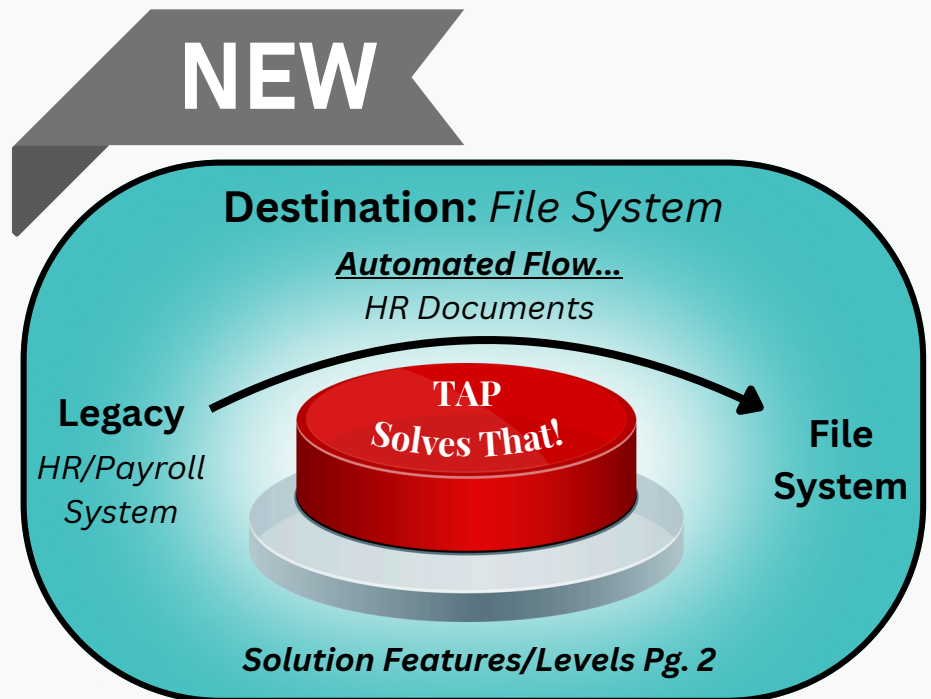 NEW
Destination: File System
Automated Flow...
HR Documents
Legacy
HR/Payroll
System
TAP
Solves That!
File
System
Solution Features/Levels Pg. 2